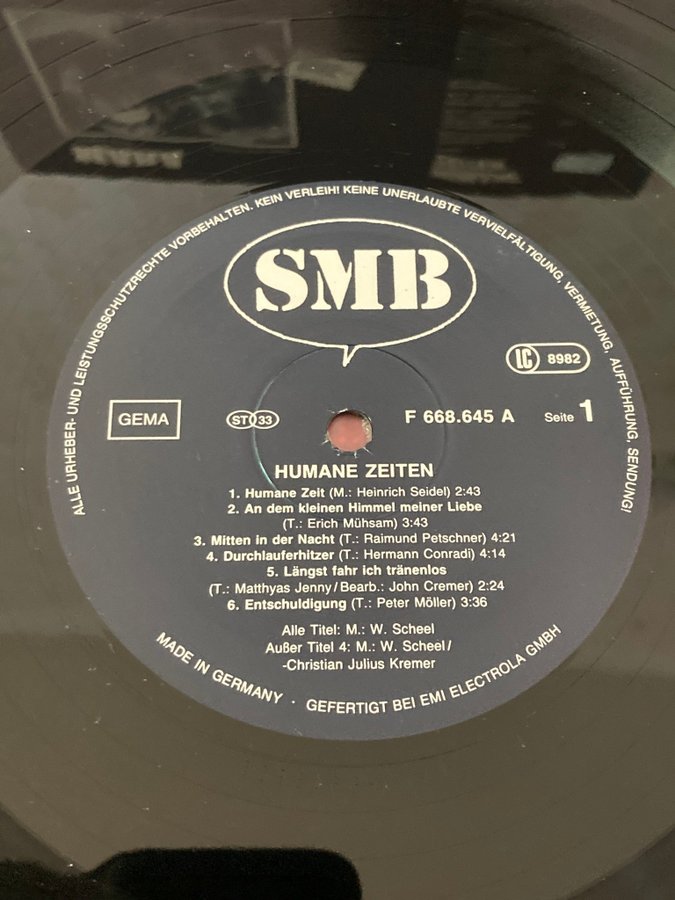 ALLE URHEBER- UND LEISTUNGSSCHUTZRECHTE VORBEHALTEN. KEIN VERLEIH! KEINE UNERLAUBTE VERVIELFÄLTIGUNG, VERMIETUNG, AUFFÜHRUNG, SENDUNG!
SMB
LC 8982
GEMA
ST 33
F 668.645 A
Seite 1
HUMANE ZEITEN
1. Humane Zeit (M.: Heinrich Seidel) 2:43
2. An dem kleinen Himmel meiner Liebe
(T.: Erich Mühsam) 3:43
3. Mitten in der Nacht (T.: Raimund Petschner) 4:21
4. Durchlauferhitzer (T.: Hermann Conradi) 4:14
5. Längst fahr ich tränenlos
(T.: Matthyas Jenny/Bearb.: John Cremer) 2:24
6. Entschuldigung (T.: Peter Möller) 3:36
Alle Titel: M.: W. Scheel
Außer Titel 4: M.: W. Scheel/
-Christian Julius Kremer
MADE IN GERMANY · GEFERTIGT BEI EMI ELECTROLA GMBH